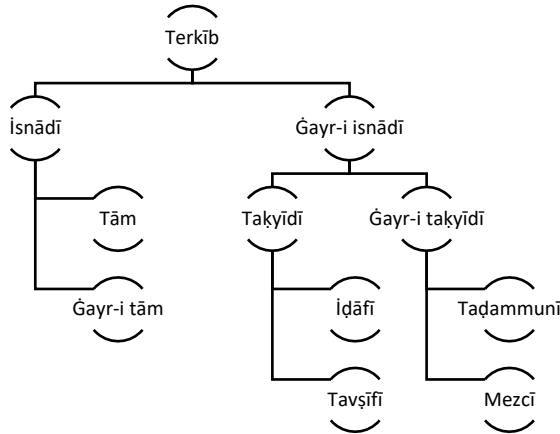 Terkīb
İsnādī
Ġayr-i isnādī
Tām
Ġayr-i tām
Taḳyīdī
Ġayr-i taḳyīdī
İḍāfī
Tavṣīfī
Taḍammunī
Mezcī